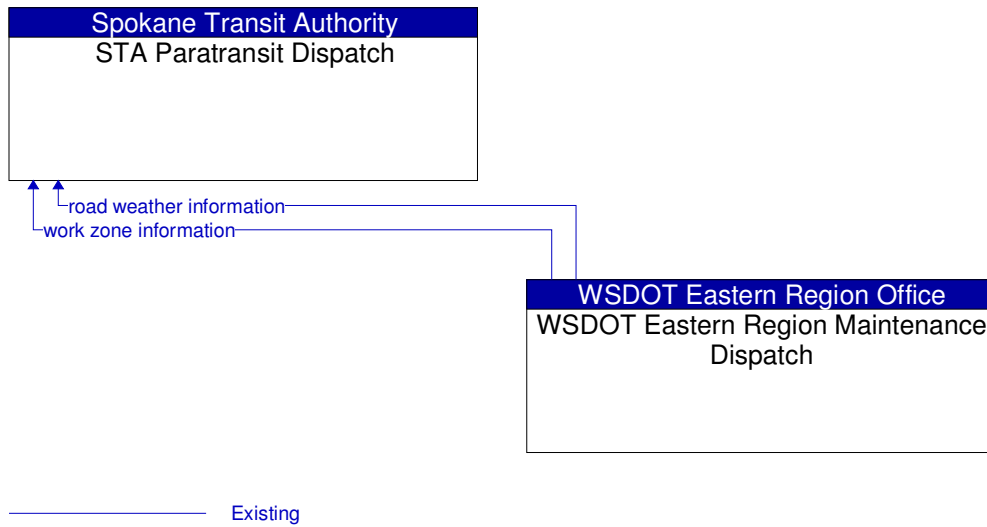 Spokane Transit Authority
STA Paratransit Dispatch
road weather information
work zone information
WSDOT Eastern Region Office
WSDOT Eastern Region Maintenance
Dispatch
Existing